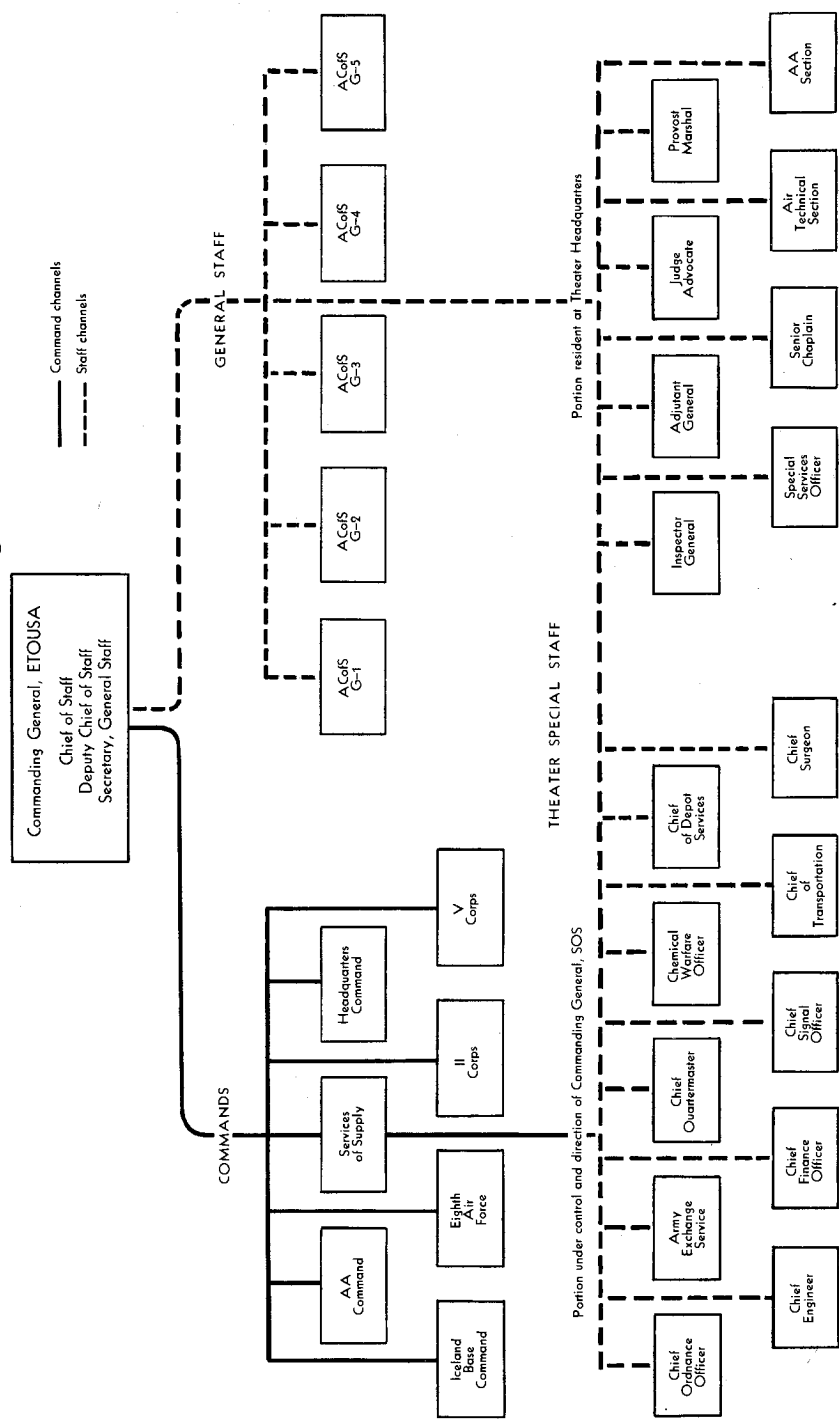 Commanding General, ETOUSA
Chief of Staff
Deputy Chief of Staff
Secretary, General Staff
Command channels
Staff channels
COMMANDS
Iceland
Base
Command
AA
Command
Eighth
Air
Force
Services
of Supply
II
Corps
Headquarters
Command
V
Corps
GENERAL STAFF
ACofS
G-1
ACofS
G-2
ACofS
G-3
ACofS
G-4
ACofS
G-5
THEATER SPECIAL STAFF
Portion under control and direction of Commanding General, SOS
Chief
Ordnance
Officer
Chief
Engineer
Army
Exchange
Service
Chief
Finance
Officer
Chief
Quartermaster
Chief
Signal
Officer
Chemical
Warfare
Officer
Chief
of
Transportation
Chief
of Depot
Services
Chief
Surgeon
Portion resident at Theater Headquarters
Inspector
General
Special
Services
Officer
Adjutant
General
Senior
Chaplain
Judge
Advocate
Air
Technical
Section
Provost
Marshal
AA
Section